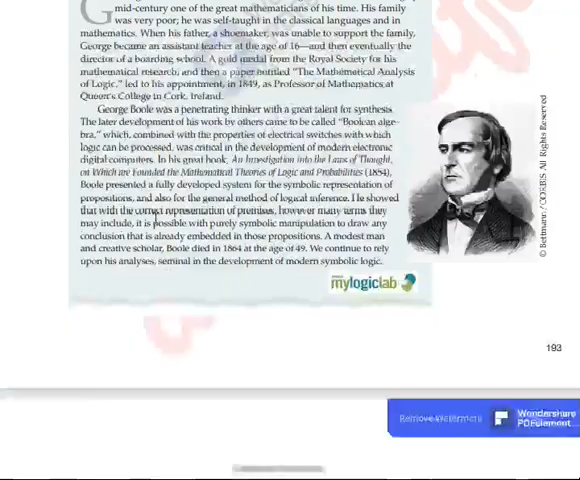 G
mid-century one of the great mathematicians of his time. His family
was very poor; he was self-taught in the classical languages and in
mathematics. When his father, a shoemaker, was unable to support the family,
George became an assistant teacher at the age of 16—and then eventually the
director of a boarding school. A gold medal from the Royal Society for his
mathematical research, and then a paper entitled “The Mathematical Analysis
of Logic,” led to his appointment, in 1849, as Professor of Mathematics at
Queen's College in Cork, Ireland.
George Boole was a penetrating thinker with a great talent for synthesis.
The later development of his work by others came to be called “Boolean alge-
bra,” which, combined with the properties of electrical switches with which
logic can be processed, was critical in the development of modern electronic
digital computers. In his great book, An Investigation into the Laws of Thought,
on Which are Founded the Mathematical Theories of Logic and Probabilities (1854),
Boole presented a fully developed system for the symbolic representation of
propositions, and also for the general method of logical inference. He showed
that with the correct representation of premises, however many terms they
may include, it is possible with purely symbolic manipulation to draw any
conclusion that is already embedded in those propositions. A modest man
and creative scholar, Boole died in 1864 at the age of 49. We continue to rely
upon his analyses, seminal in the development of modern symbolic logic.
© Bettmann / CORBIS All Rights Reserved
mylogiclab
193
Remove Watermark
Wondershare
PDFelement